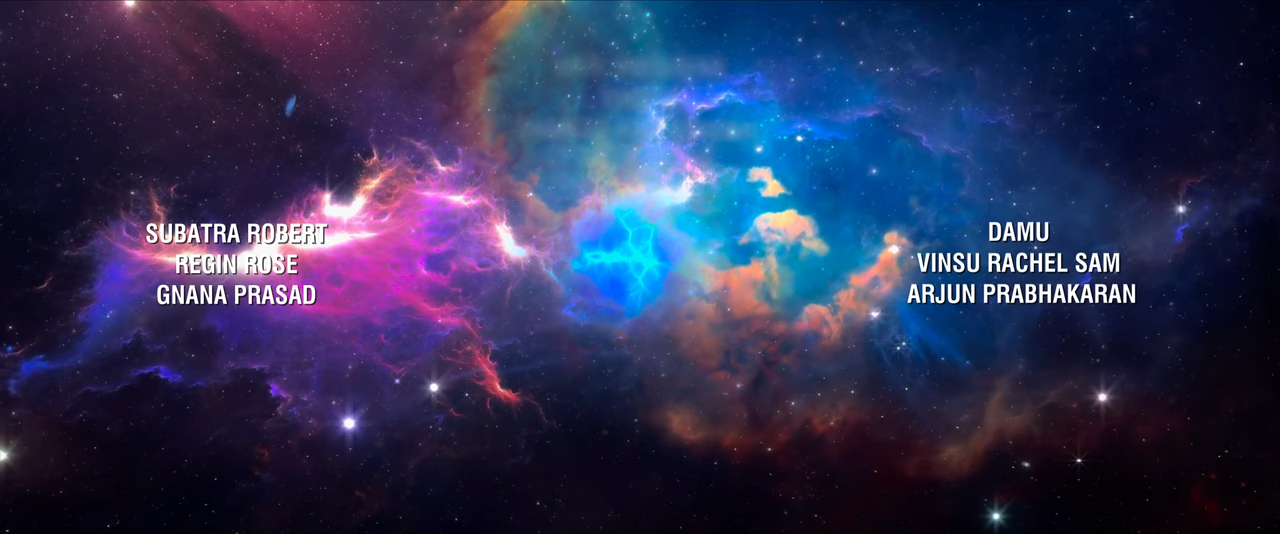 SUBATRA ROBERT
REGIN ROSE
GNANA PRASAD
DAMU
VINSU RACHEL SAM
ARJUN PRABHAKARAN